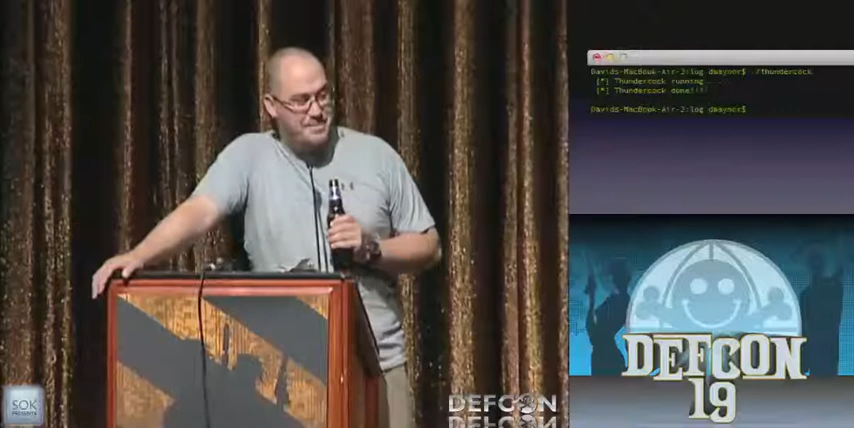 Davids-MacBook-Air-2:log dmaynor$ ./thundercock
[*] Thundercock running...
[*] Thundercock done!!!!
Davids-MacBook-Air-2:log dmaynor$
DEFCON
19
DEFCON
SOK